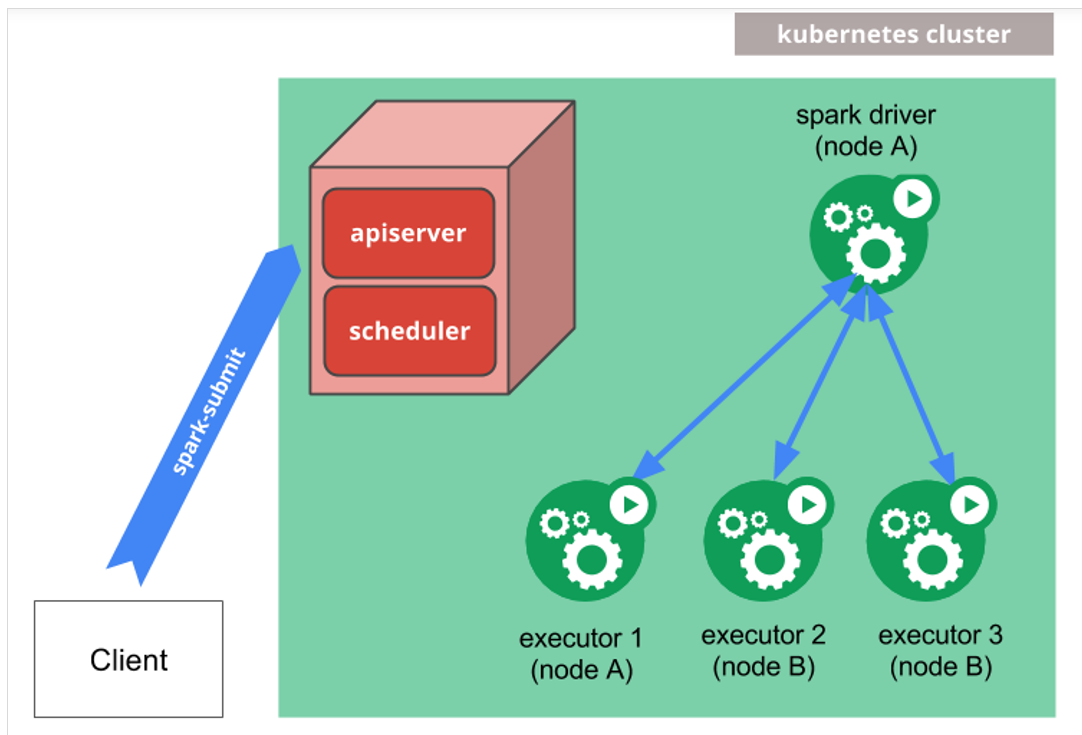 kubernetes cluster
spark driver
(node A)
apiserver
scheduler
spark-submit
Client
executor 1
(node A)
executor 2
(node B)
executor 3
(node B)